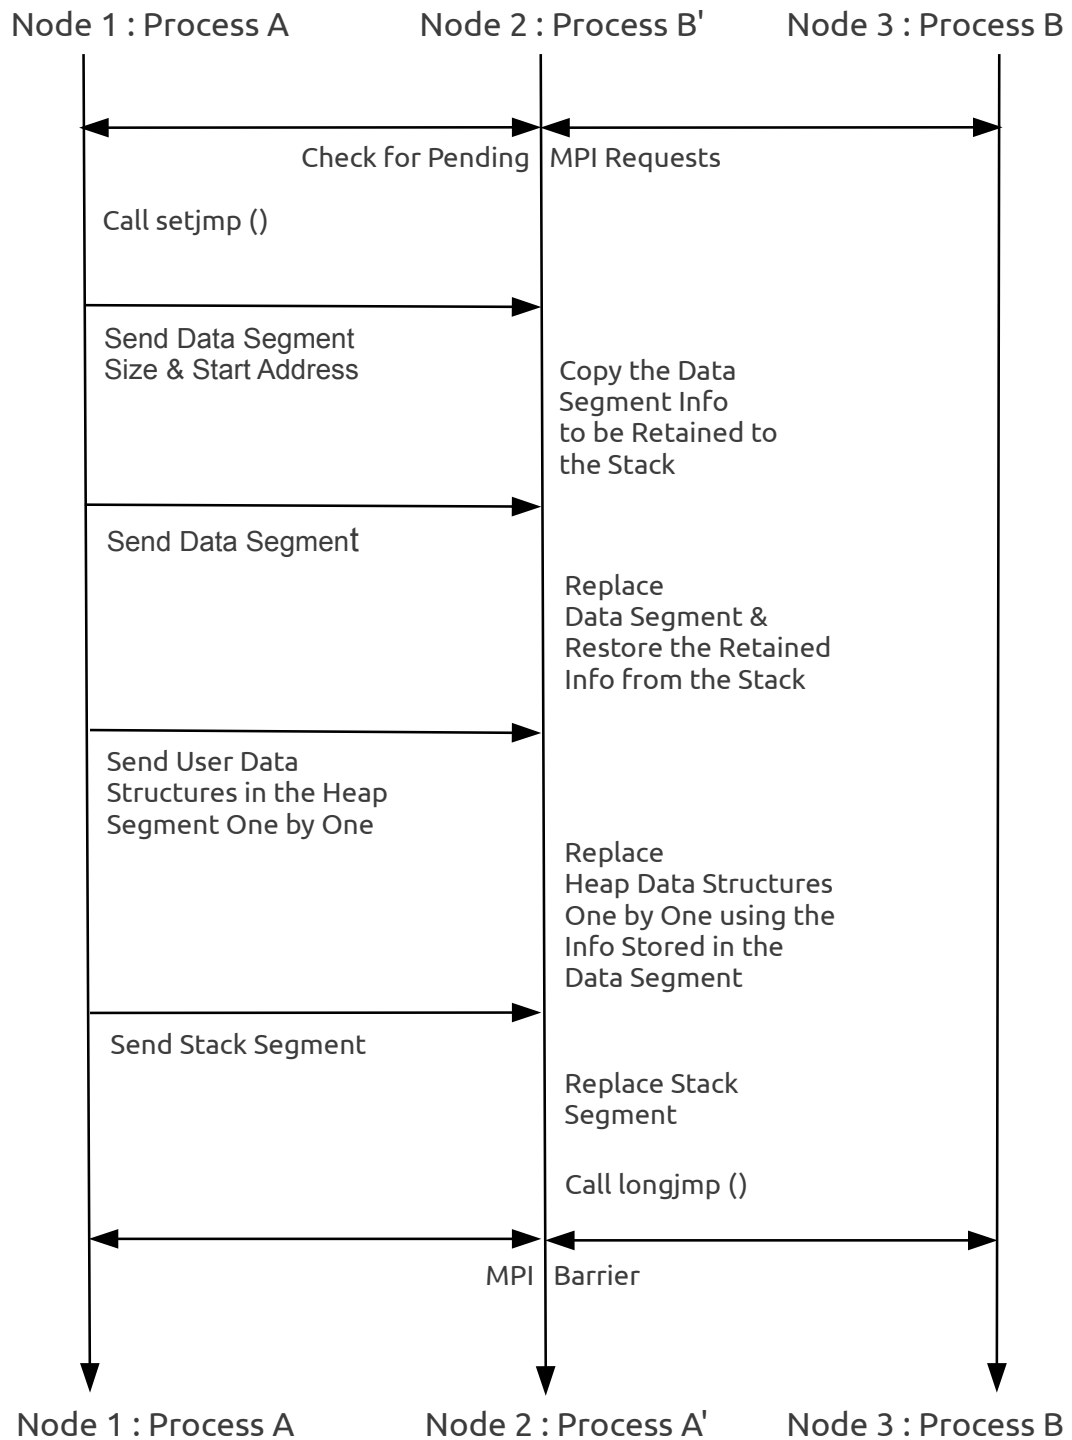 Node 1 : Process A
Node 2 : Process B'
Node 3 : Process B
Check for Pending MPI Requests
Call setjmp ()
Send Data Segment
Size & Start Address
Copy the Data
Segment Info
to be Retained to
the Stack
Send Data Segment
Replace
Data Segment &
Restore the Retained
Info from the Stack
Send User Data
Structures in the Heap
Segment One by One
Replace
Heap Data Structures
One by One using the
Info Stored in the
Data Segment
Send Stack Segment
Replace Stack
Segment
Call longjmp ()
MPI Barrier
Node 1 : Process A
Node 2 : Process A'
Node 3 : Process B